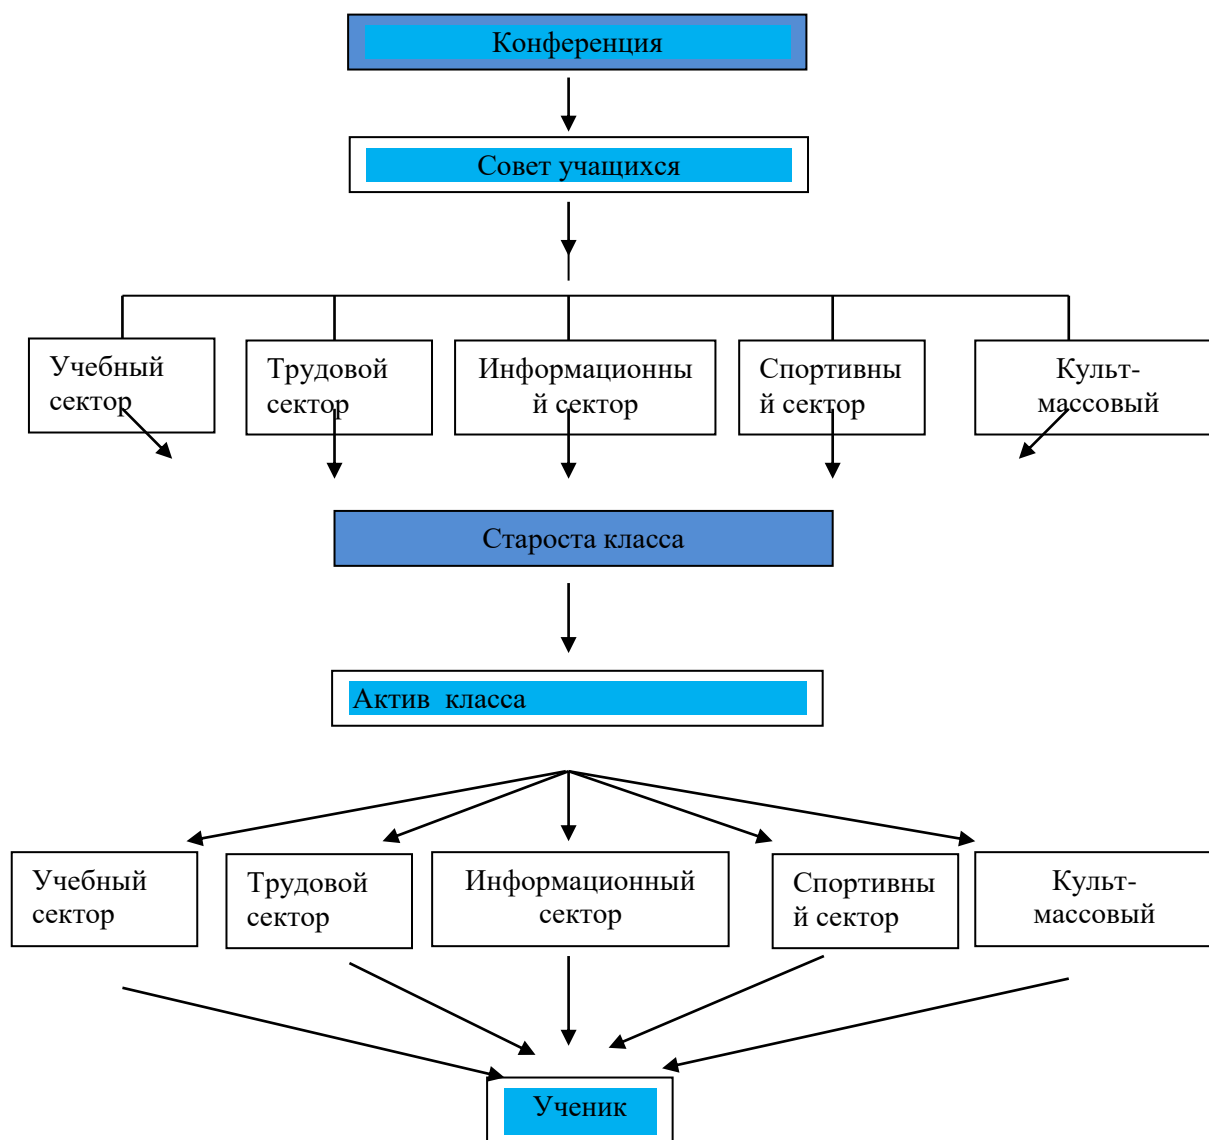 Конференция
Совет учащихся
Учебный
сектор
Трудовой
сектор
Информационны
й сектор
Спортивны
й сектор
Культ-
массовый
Староста класса
Актив  класса
Учебный
сектор
Трудовой
сектор
Информационный
сектор
Спортивны
й сектор
Культ-
массовый
Ученик